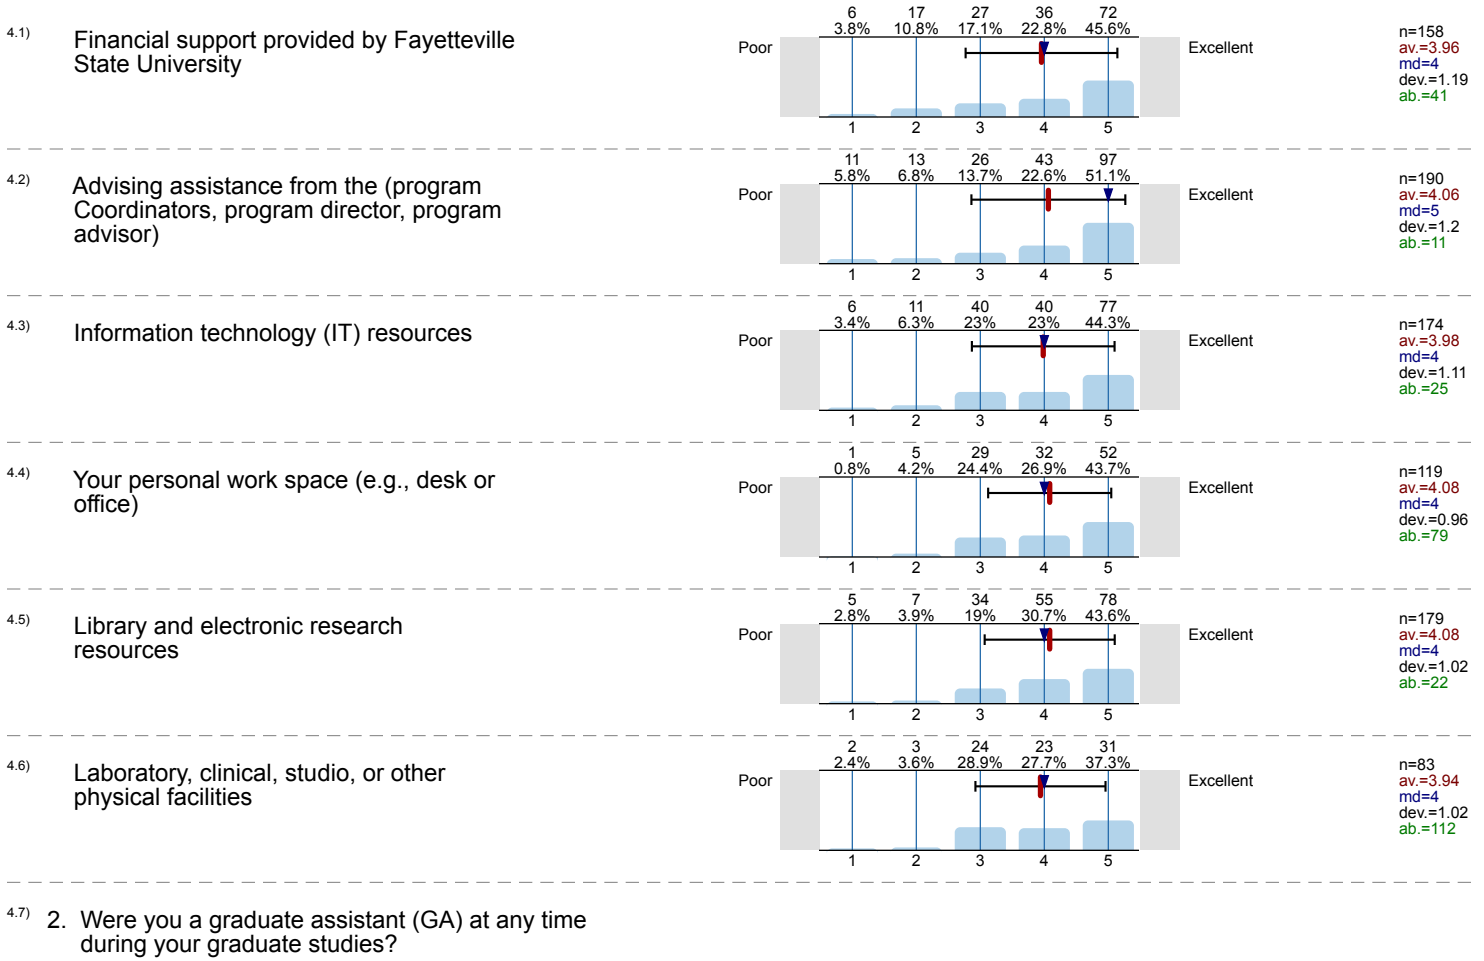 4.1) Financial support provided by Fayetteville
State University
6 17 27 36 72
3.8% 10.8% 17.1% 22.8% 45.6%
Poor Excellent
1 2 3 4 5
n=158
av.=3.96
md=4
dev.=1.19
ab.=41
4.2) Advising assistance from the (program
Coordinators, program director, program
advisor)
11 13 26 43 97
5.8% 6.8% 13.7% 22.6% 51.1%
Poor Excellent
1 2 3 4 5
n=190
av.=4.06
md=5
dev.=1.2
ab.=11
4.3) Information technology (IT) resources
6 11 40 40 77
3.4% 6.3% 23% 23% 44.3%
Poor Excellent
1 2 3 4 5
n=174
av.=3.98
md=4
dev.=1.11
ab.=25
4.4) Your personal work space (e.g., desk or
office)
1 5 29 32 52
0.8% 4.2% 24.4% 26.9% 43.7%
Poor Excellent
1 2 3 4 5
n=119
av.=4.08
md=4
dev.=0.96
ab.=79
4.5) Library and electronic research
resources
5 7 34 55 78
2.8% 3.9% 19% 30.7% 43.6%
Poor Excellent
1 2 3 4 5
n=179
av.=4.08
md=4
dev.=1.02
ab.=22
4.6) Laboratory, clinical, studio, or other
physical facilities
2 3 24 23 31
2.4% 3.6% 28.9% 27.7% 37.3%
Poor Excellent
1 2 3 4 5
n=83
av.=3.94
md=4
dev.=1.02
ab.=112
4.7) 2. Were you a graduate assistant (GA) at any time
during your graduate studies?